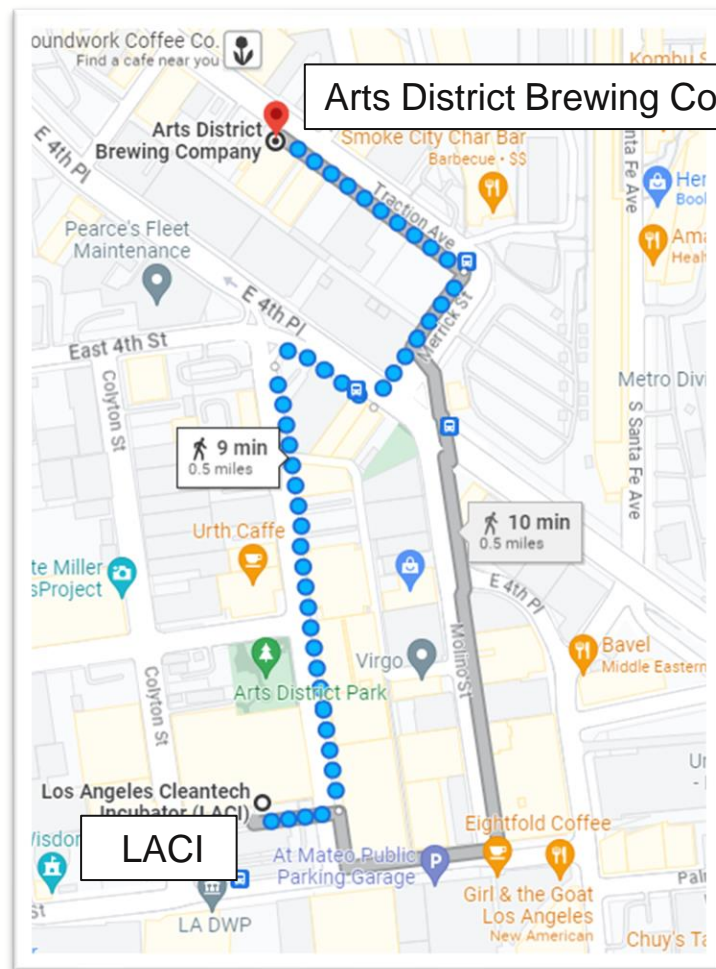 oundwork Coffee Co.
Find a cafe near you
Kombu S
Arts District Brewing Co
Arts District
Brewing Company
Smoke City Char Bar
Barbecue • $$
E 4th Pl
Traction Ave
N Santa Fe Ave
Her
Book
Ama
Healt
Pearce's Fleet
Maintenance
E 4th Pl
East 4th St
Merrick St
Colyton St
Metro Divi
S Santa Fe Ave
9 min
0.5 miles
10 min
0.5 miles
Urth Caffe
te Miller
sProject
E 4th Pl
Bavel
Middle Eastern
Virgo
Molino St
Arts District Park
Colyton St
Los Angeles Cleantech
Incubator (LACI)
LACI
Wisdo
At Mateo Public
Parking Garage
P
Eightfold Coffee
Girl & the Goat
Los Angeles
New American
Palm
St
LA DWP
Chuy's Ta